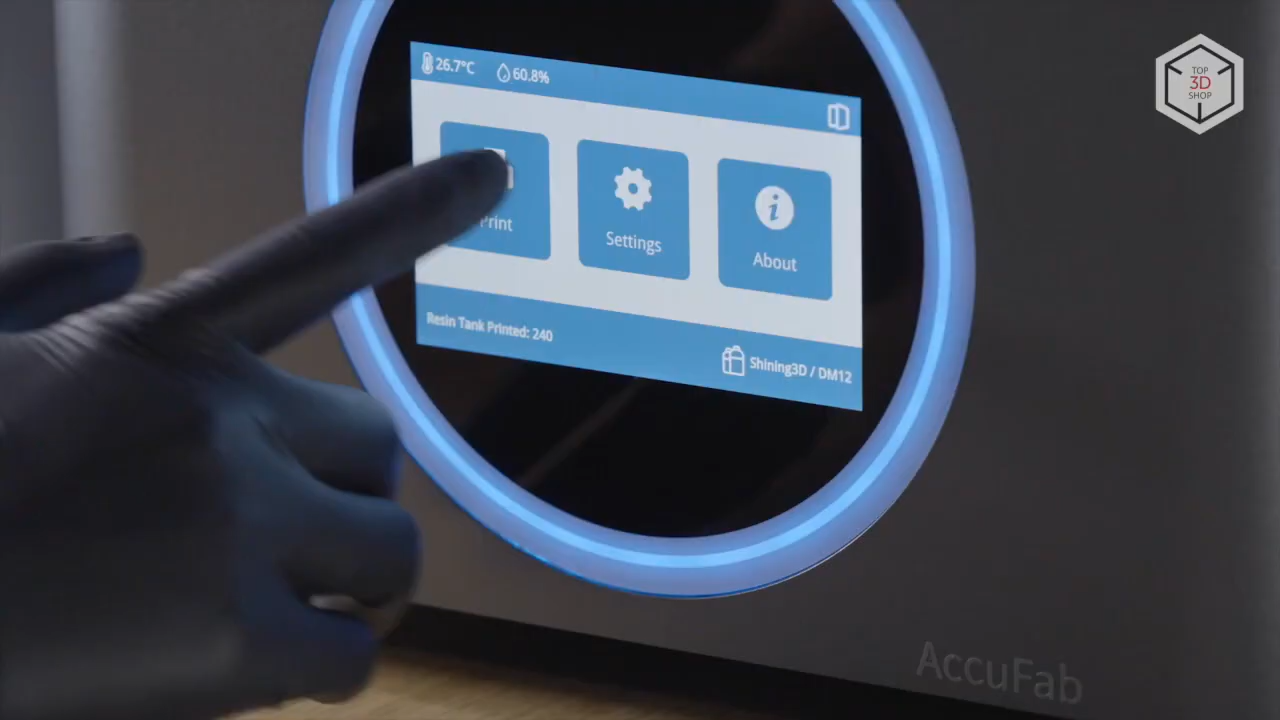 26.7°C 60.8%
TOP
3D
SHOP
Print
Settings
About
Resin Tank Printed: 240
Shining3D / DM12
AccuFab